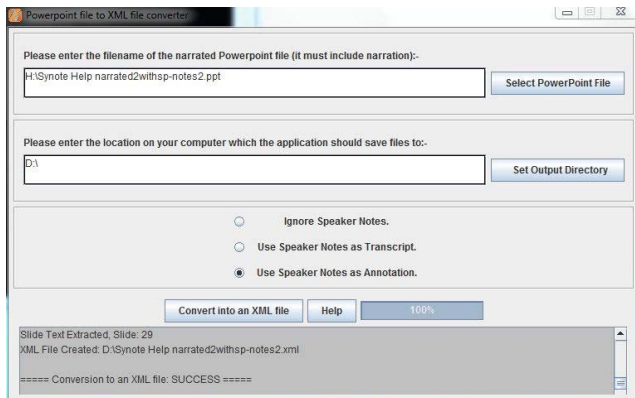 Powerpoint file to XML file converter
Please enter the filename of the narrated Powerpoint file (it must include narration):-
H:\Synote Help narrated2withsp-notes2.ppt
Select PowerPoint File
Please enter the location on your computer which the application should save files to:-
D:\
Set Output Directory
Ignore Speaker Notes.
Use Speaker Notes as Transcript.
Use Speaker Notes as Annotation.
Convert into an XML file
Help
100%
Slide Text Extracted, Slide: 29
XML File Created: D:\Synote Help narrated2withsp-notes2.xml
===== Conversion to an XML file: SUCCESS =====